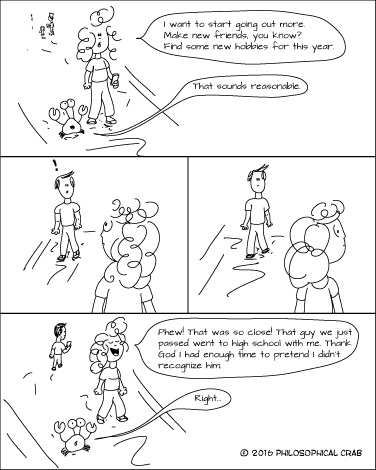 I want to start going out more.
Make new friends, you know?
Find some new hobbies for this year.
That sounds reasonable.
!
Phew! That was so close! That guy we just
passed went to high school with me. Thank
God I had enough time to pretend I didn't
recognize him.
Right..
© 2015 PHILOSOPHICAL CRAB